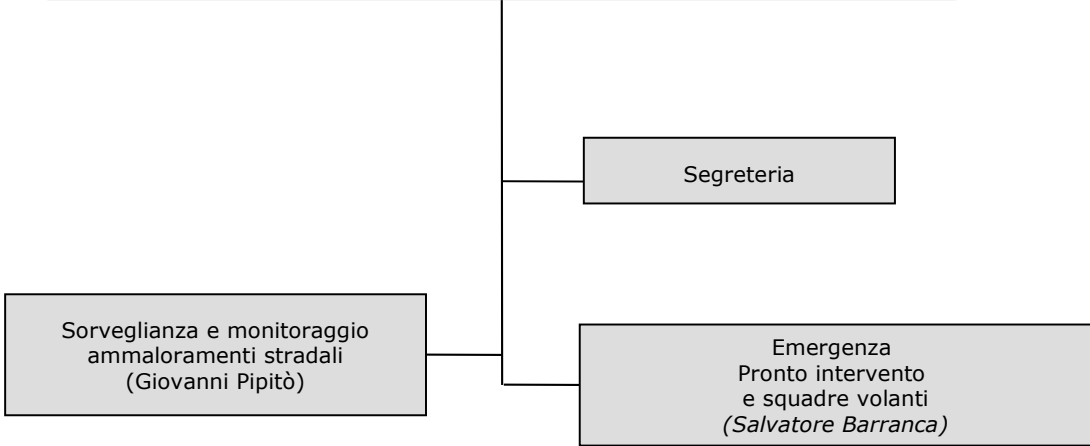 Segreteria
Sorveglianza e monitoraggio
ammaloramenti stradali
(Giovanni Pipitò)
Emergenza
Pronto intervento
e squadre volanti
(Salvatore Barranca)